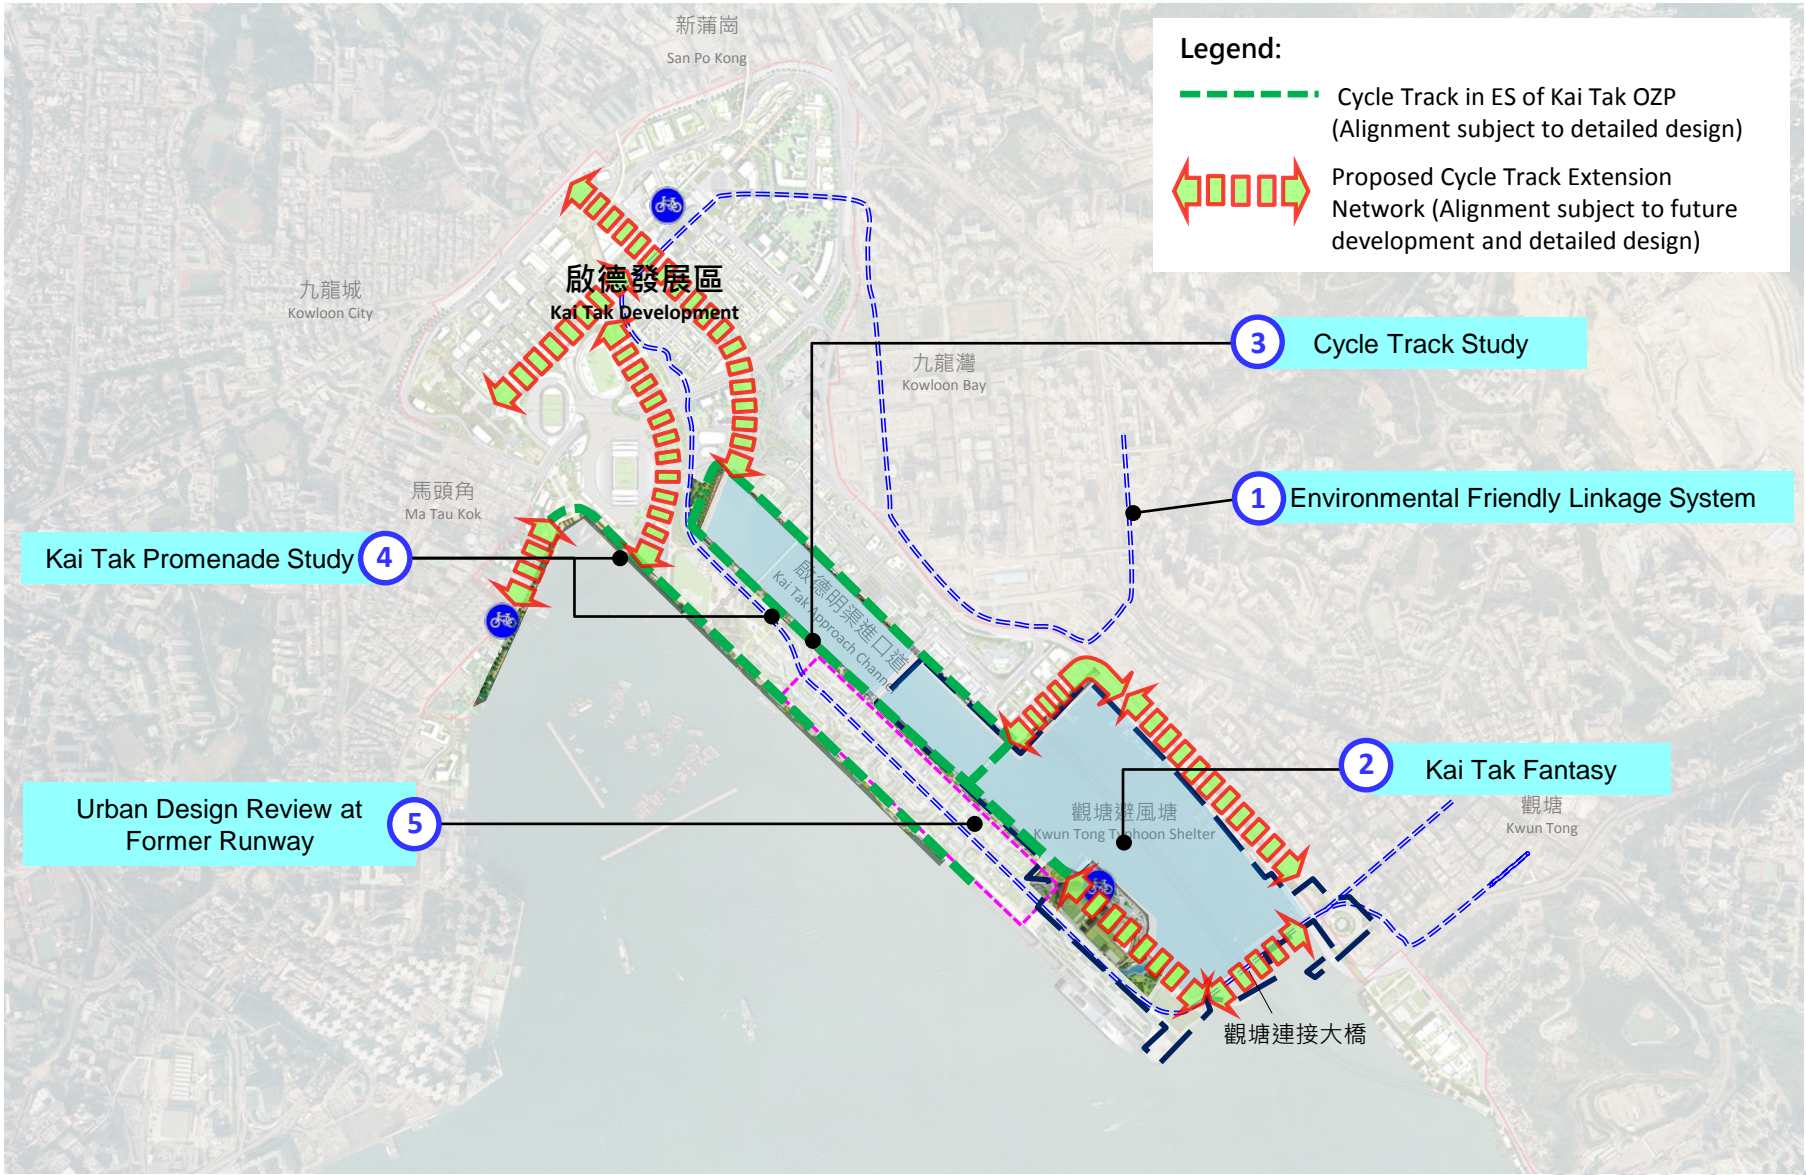 新蒲崗
San Po Kong
Legend:
Cycle Track in ES of Kai Tak OZP
(Alignment subject to detailed design)
Proposed Cycle Track Extension
Network (Alignment subject to future
development and detailed design)
啟德發展區
Kai Tak Development
九龍城
Kowloon City
3
Cycle Track Study
九龍灣
Kowloon Bay
馬頭角
Ma Tau Kok
1
Environmental Friendly Linkage System
Kai Tak Promenade Study
4
啟德明渠進口道
Kai Tak Approach Channel
2
Kai Tak Fantasy
Urban Design Review at
Former Runway
5
觀塘避風塘
Kwun Tong Typhoon Shelter
觀塘
Kwun Tong
觀塘連接大橋